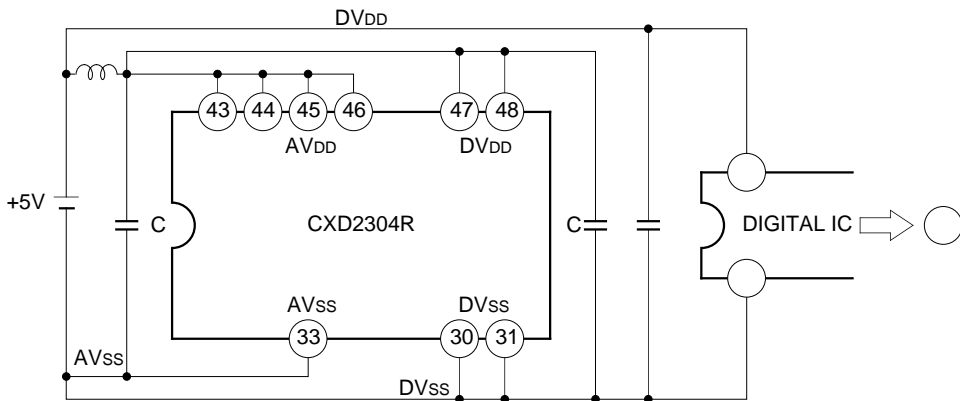 DVDD
43 44 45 46 47 48
AVDD DVDD
+5V C CXD2304R C DIGITAL IC
AVSS DVSS
33 30 31
AVSS
DVSS